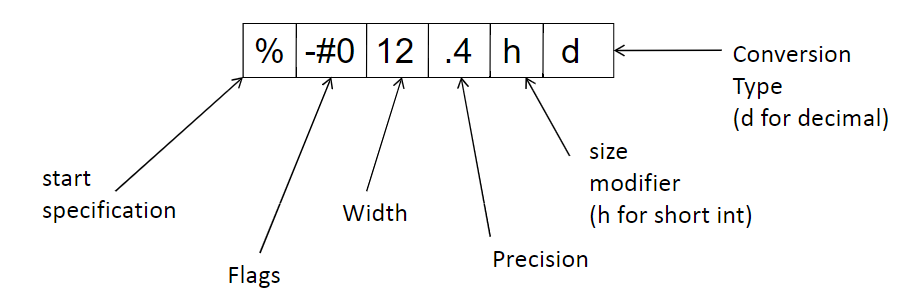 % -#0 12 .4 h d
Conversion
Type
(d for decimal)
size
modifier
(h for short int)
start
specification
Width
Precision
Flags